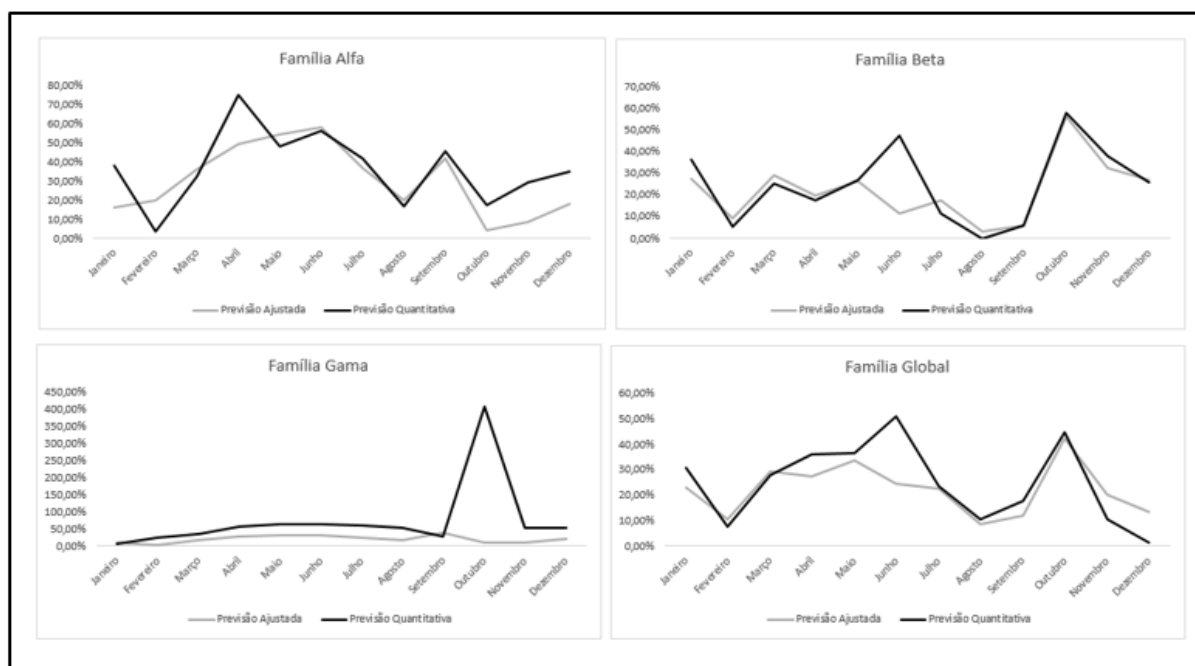 Família Alfa
80,00%
70,00%
60,00%
50,00%
40,00%
30,00%
20,00%
10,00%
0,00%
Janeiro
Fevereiro
Março
Abril
Maio
Junho
Julho
Agosto
Setembro
Outubro
Novembro
Dezembro
Previsão Ajustada Previsão Quantitativa
Família Beta
70,00%
60,00%
50,00%
40,00%
30,00%
20,00%
10,00%
0,00%
Janeiro
Fevereiro
Março
Abril
Maio
Junho
Julho
Agosto
Setembro
Outubro
Novembro
Dezembro
Previsão Ajustada Previsão Quantitativa
Família Gama
450,00%
400,00%
350,00%
300,00%
250,00%
200,00%
150,00%
100,00%
50,00%
0,00%
Janeiro
Fevereiro
Março
Abril
Maio
Junho
Julho
Agosto
Setembro
Outubro
Novembro
Dezembro
Previsão Ajustada Previsão Quantitativa
Família Global
60,00%
50,00%
40,00%
30,00%
20,00%
10,00%
0,00%
Janeiro
Fevereiro
Março
Abril
Maio
Junho
Julho
Agosto
Setembro
Outubro
Novembro
Dezembro
Previsão Ajustada Previsão Quantitativa